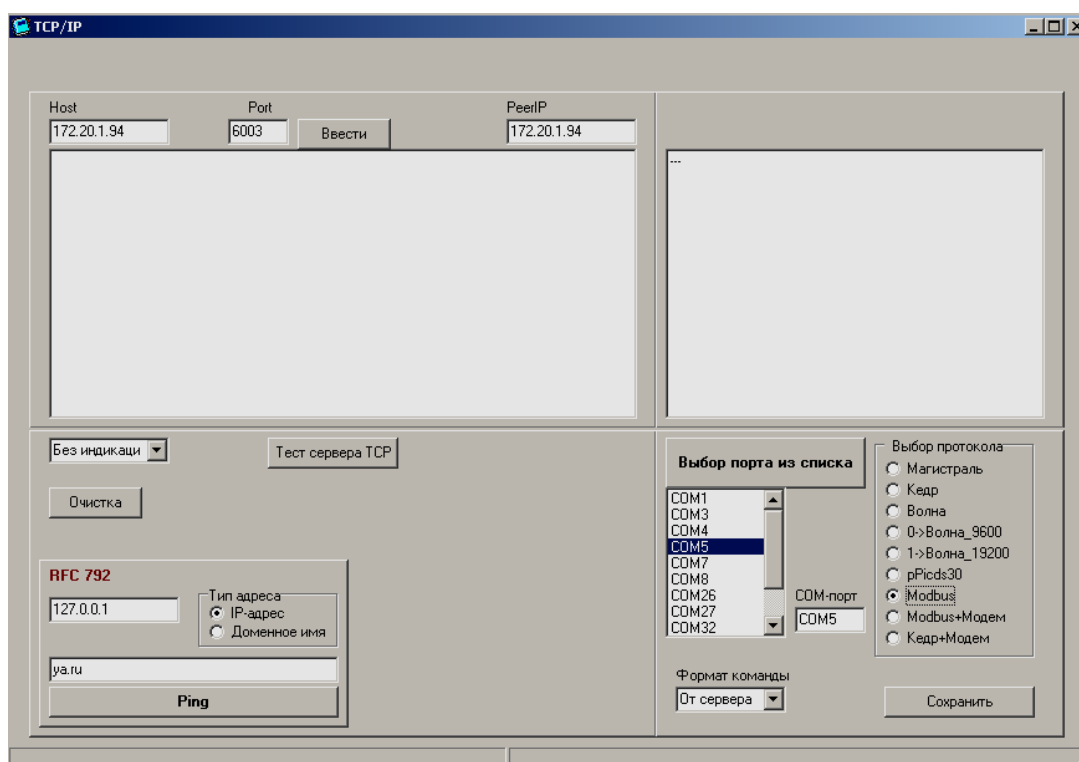 TCP/IP
Host Port PeerIP
172.20.1.94 6003 Ввести 172.20.1.94
---
Без индикаци Тест сервера TCP
Очистка
RFC 792
127.0.0.1
Тип адреса
IP-адрес
Доменное имя
ya.ru
Ping
Выбор порта из списка
COM1
COM3
COM4
COM5
COM7
COM8
COM26
COM27
COM32
COM-порт
COM5
Выбор протокола
Магистраль
Кедр
Волна
0->Волна_9600
1->Волна_19200
pPicds30
Modbus
Modbus+Модем
Кедр+Модем
Формат команды
От сервера
Сохранить